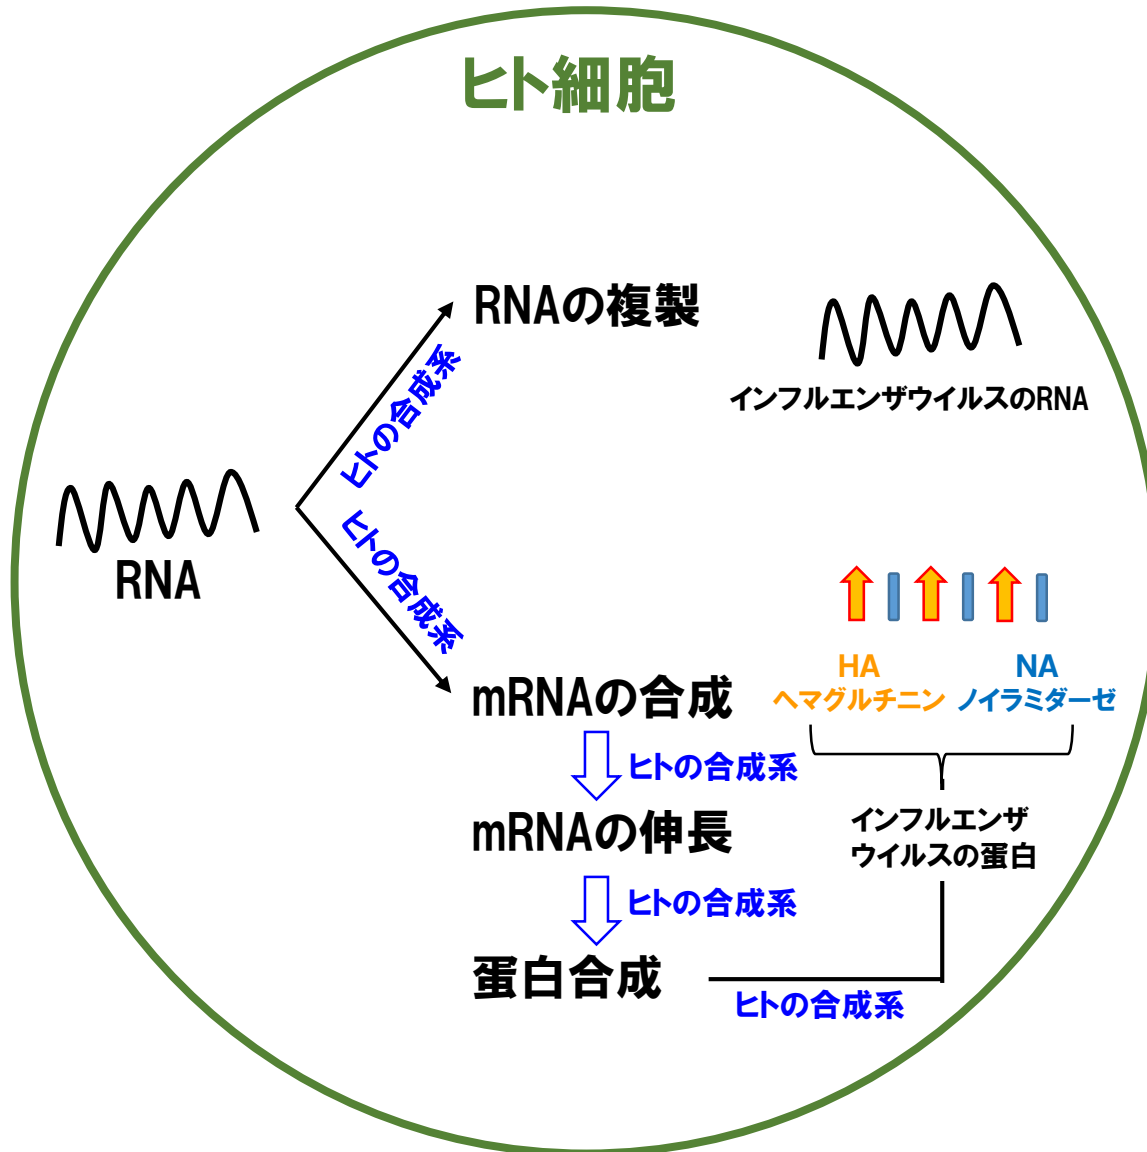 ヒト細胞
RNAの複製
インフルエンザウイルスのRNA
ヒトの合成系
RNA
ヒトの合成系
mRNAの合成
HA
ヘマグルチニン
NA
ノイラミダーゼ
ヒトの合成系
mRNAの伸長
インフルエンザ
ウイルスの蛋白
ヒトの合成系
蛋白合成
ヒトの合成系